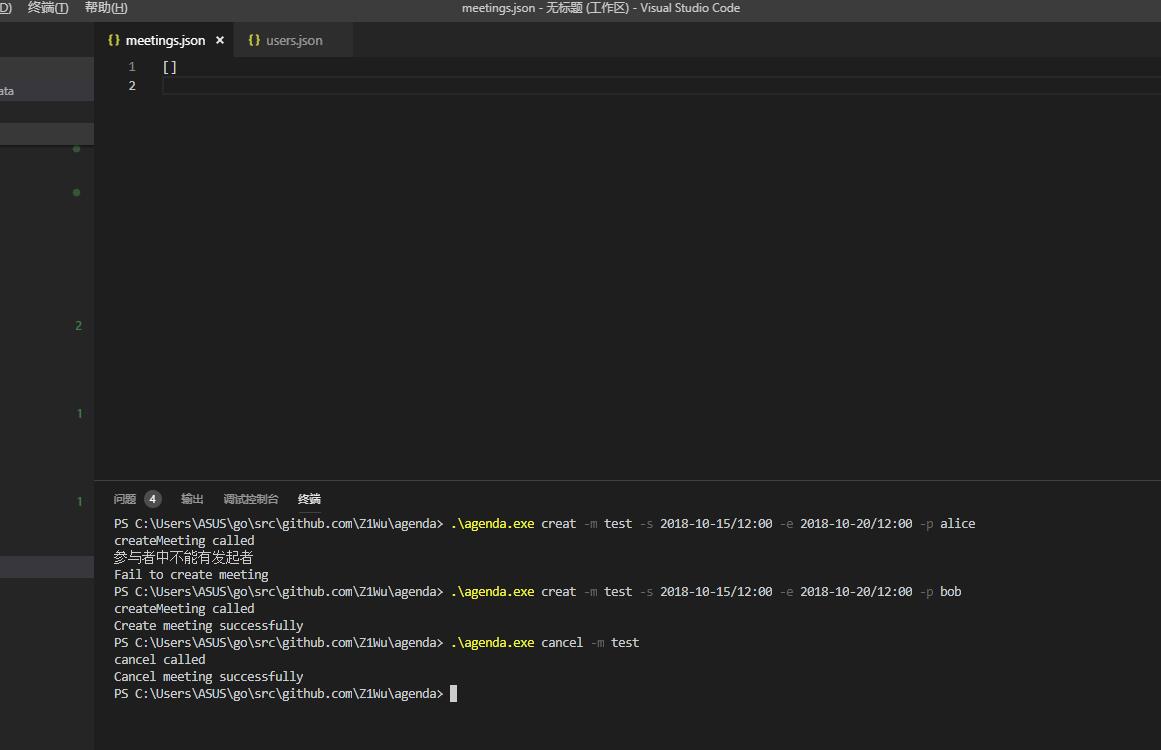 D) 终端(T) 帮助(H) meetings.json - 无标题 (工作区) - Visual Studio Code
{} meetings.json × {} users.json
1 []
2
ata
2
1
1
问题 4 输出 调试控制台 终端
PS C:\Users\ASUS\go\src\github.com\Z1Wu\agenda> .\agenda.exe creat -m test -s 2018-10-15/12:00 -e 2018-10-20/12:00 -p alice
createMeeting called
参与者中不能有发起者
Fail to create meeting
PS C:\Users\ASUS\go\src\github.com\Z1Wu\agenda> .\agenda.exe creat -m test -s 2018-10-15/12:00 -e 2018-10-20/12:00 -p bob
createMeeting called
Create meeting successfully
PS C:\Users\ASUS\go\src\github.com\Z1Wu\agenda> .\agenda.exe cancel -m test
cancel called
Cancel meeting successfully
PS C:\Users\ASUS\go\src\github.com\Z1Wu\agenda>